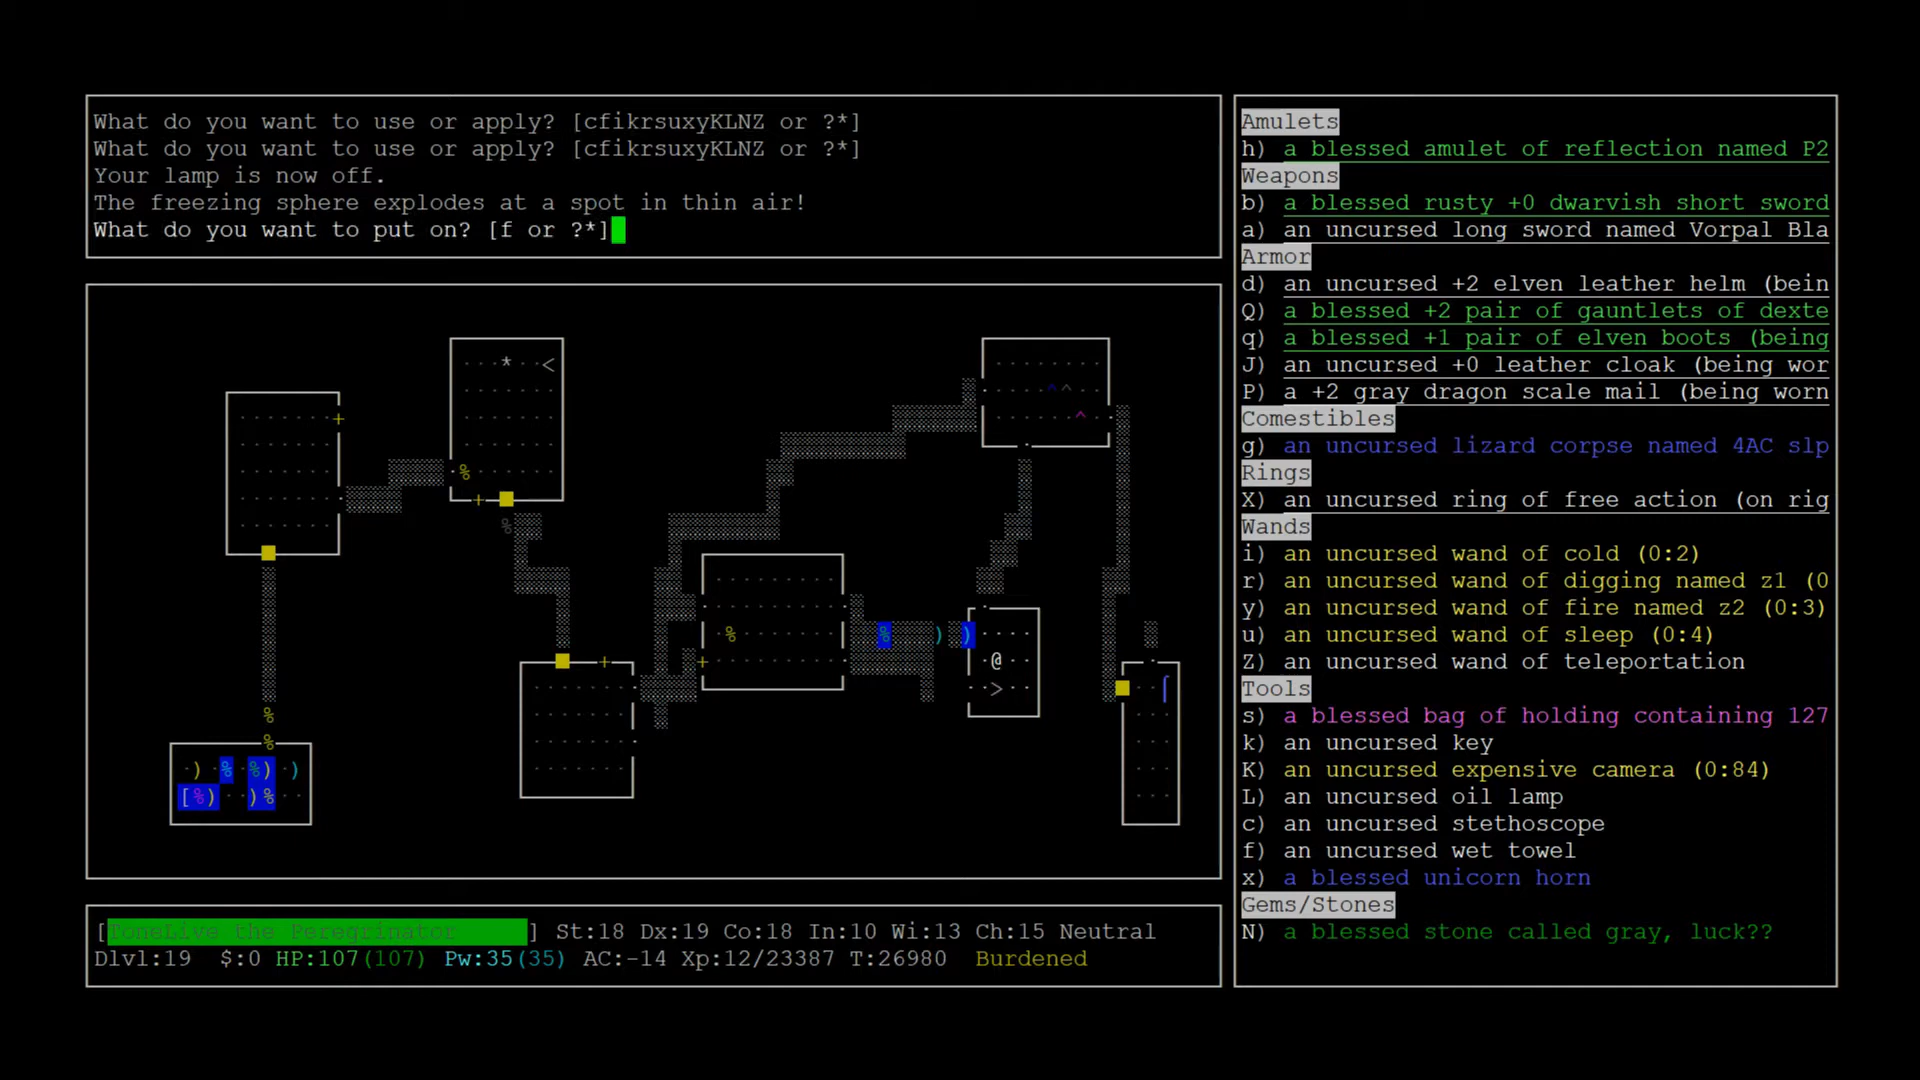 What do you want to use or apply? [cfikrsuxyKLNZ or ?*]
What do you want to use or apply? [cfikrsuxyKLNZ or ?*]
Your lamp is now off.
The freezing sphere explodes at a spot in thin air!
What do you want to put on? [f or ?*]
Amulets
h) a blessed amulet of reflection named P2
Weapons
b) a blessed rusty +0 dwarvish short sword
a) an uncursed long sword named Vorpal Bla
Armor
d) an uncursed +2 elven leather helm (bein
Q) a blessed +2 pair of gauntlets of dexte
q) a blessed +1 pair of elven boots (being
J) an uncursed +0 leather cloak (being wor
P) a +2 gray dragon scale mail (being worn
Comestibles
g) an uncursed lizard corpse named 4AC slp
Rings
X) an uncursed ring of free action (on rig
Wands
i) an uncursed wand of cold (0:2)
r) an uncursed wand of digging named z1 (0
y) an uncursed wand of fire named z2 (0:3)
u) an uncursed wand of sleep (0:4)
Z) an uncursed wand of teleportation
Tools
s) a blessed bag of holding containing 127
k) an uncursed key
K) an uncursed expensive camera (0:84)
L) an uncursed oil lamp
c) an uncursed stethoscope
f) an uncursed wet towel
x) a blessed unicorn horn
Gems/Stones
N) a blessed stone called gray, luck??
[ToneLive the Peregrinator] St:18 Dx:19 Co:18 In:10 Wi:13 Ch:15 Neutral
Dlvl:19 $:0 HP:107(107) Pw:35(35) AC:-14 Xp:12/23387 T:26980 Burdened